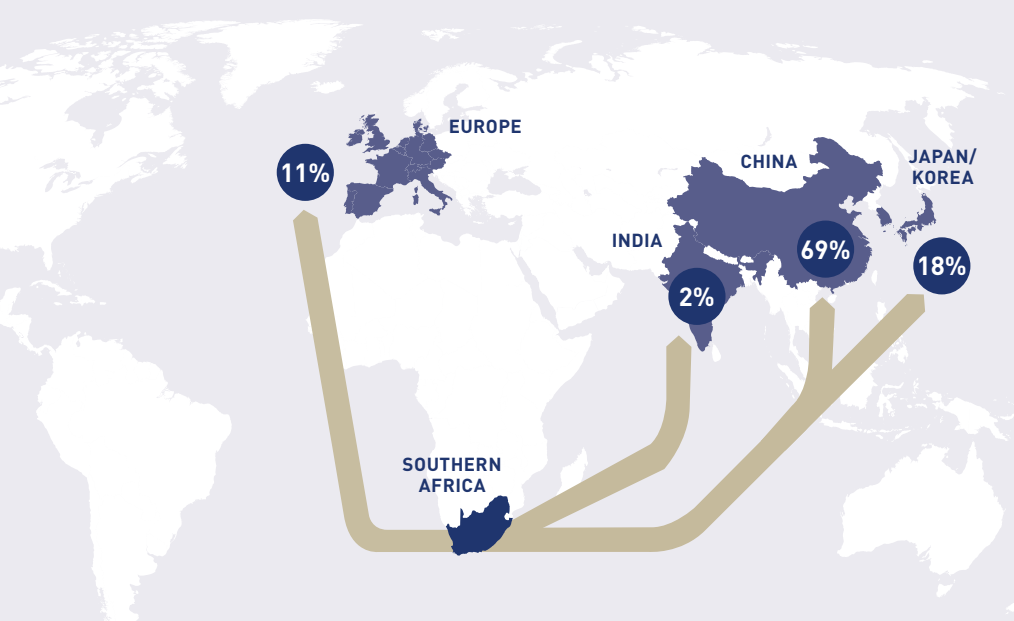 EUROPE
11%
CHINA
JAPAN/
KOREA
INDIA
69%
18%
2%
SOUTHERN
AFRICA